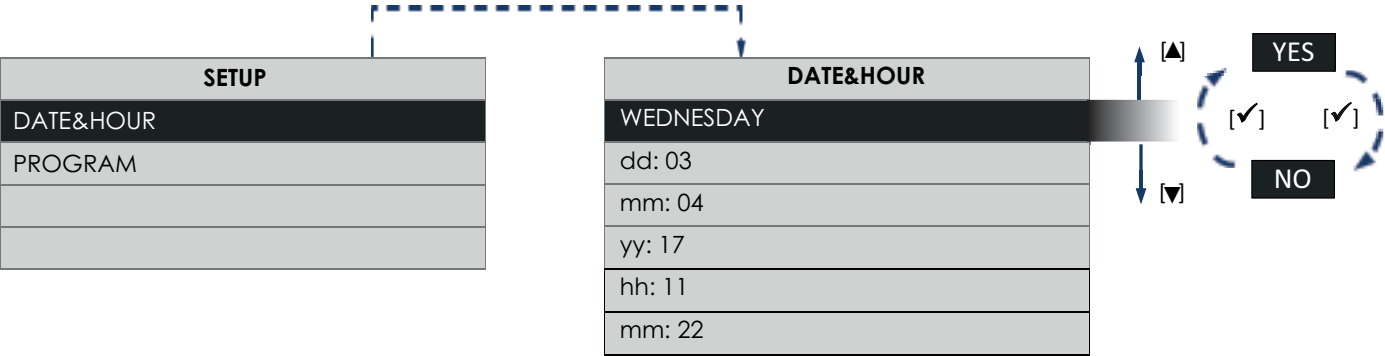 SETUP
DATE&HOUR
PROGRAM
DATE&HOUR
WEDNESDAY
dd: 03
mm: 04
yy: 17
hh: 11
mm: 22
[▲]
[▼]
YES
[✓] [✓]
NO